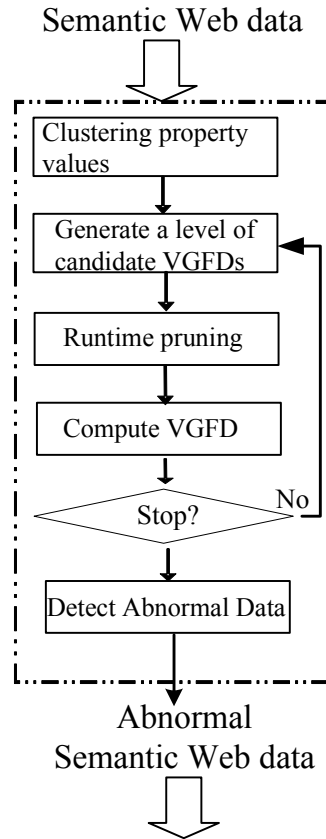 Semantic Web data
Clustering property
values
Generate a level of
candidate VGFDs
Runtime pruning
Compute VGFD
No
Stop?
Detect Abnormal Data
Abnormal
Semantic Web data